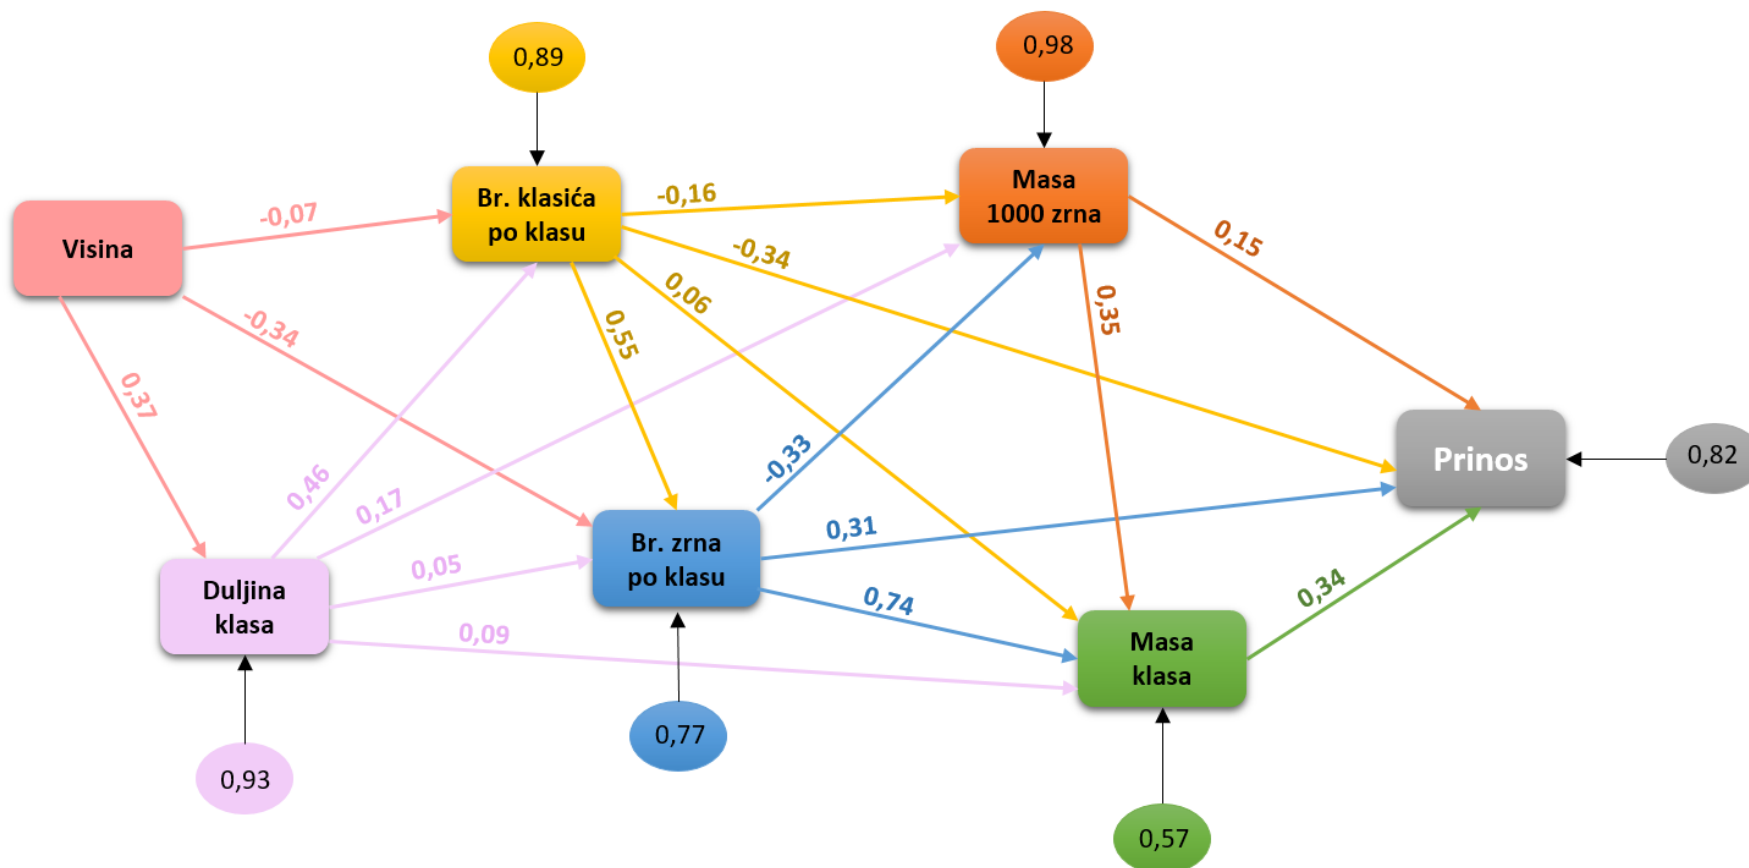 0,89
0,98
Br. klasića
po klasu
Masa
1000 zrna
Visina
-0,07
-0,16
-0,34
0,15
0,06
0,35
0,55
-0,34
0,37
0,46
0,17
-0,33
Prinos
0,82
Br. zrna
po klasu
0,31
0,05
Duljina
klasa
0,74
0,34
0,09
Masa
klasa
0,93
0,77
0,57